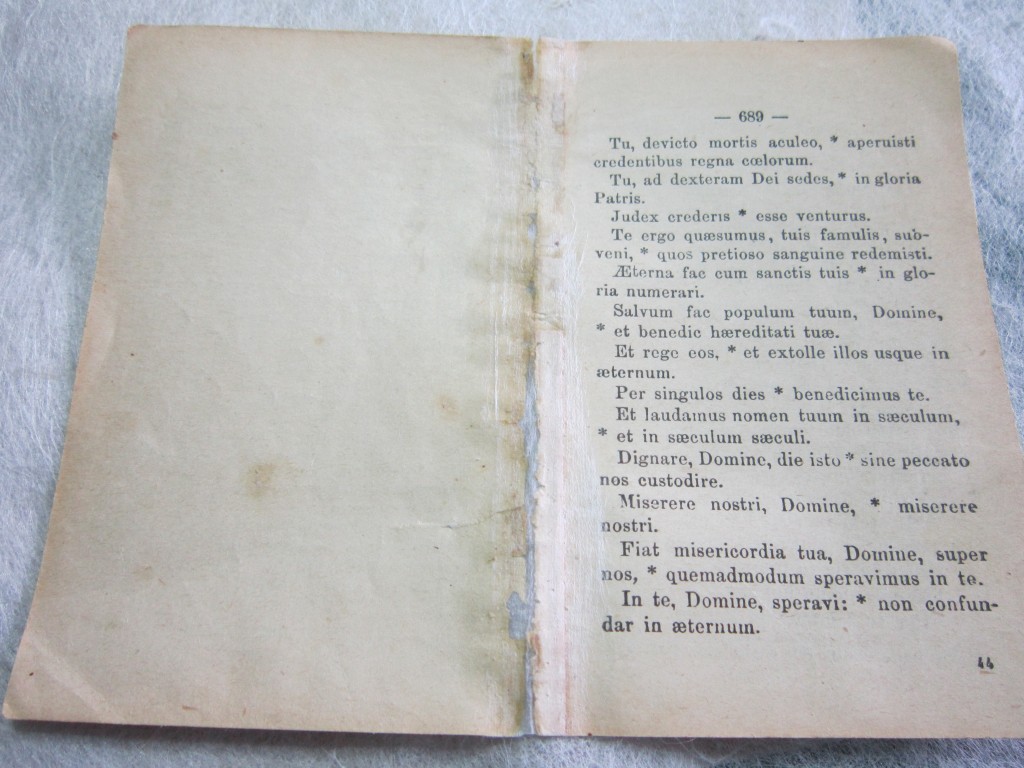 — 689 —
Tu, devicto mortis aculeo, * aperuisti
credentibus regna cœlorum.
Tu, ad dexteram Dei sedes, * in gloria
Patris.
Judex crederis * esse venturus.
Te ergo quæsumus, tuis famulis, sub-
veni, * quos pretioso sanguine redemisti.
Æterna fac cum sanctis tuis * in glo-
ria numerari.
Salvum fac populum tuum, Domine,
* et benedic hæreditati tuæ.
Et rege eos, * et extolle illos usque in
æternum.
Per singulos dies * benedicimus te.
Et laudamus nomen tuum in sæculum,
* et in sæculum sæculi.
Dignare, Domine, die isto * sine peccato
nos custodire.
Miserere nostri, Domine, * miserere
nostri.
Fiat misericordia tua, Domine, super
nos, * quemadmodum speravimus in te.
In te, Domine, speravi: * non confun-
dar in æternum.
44